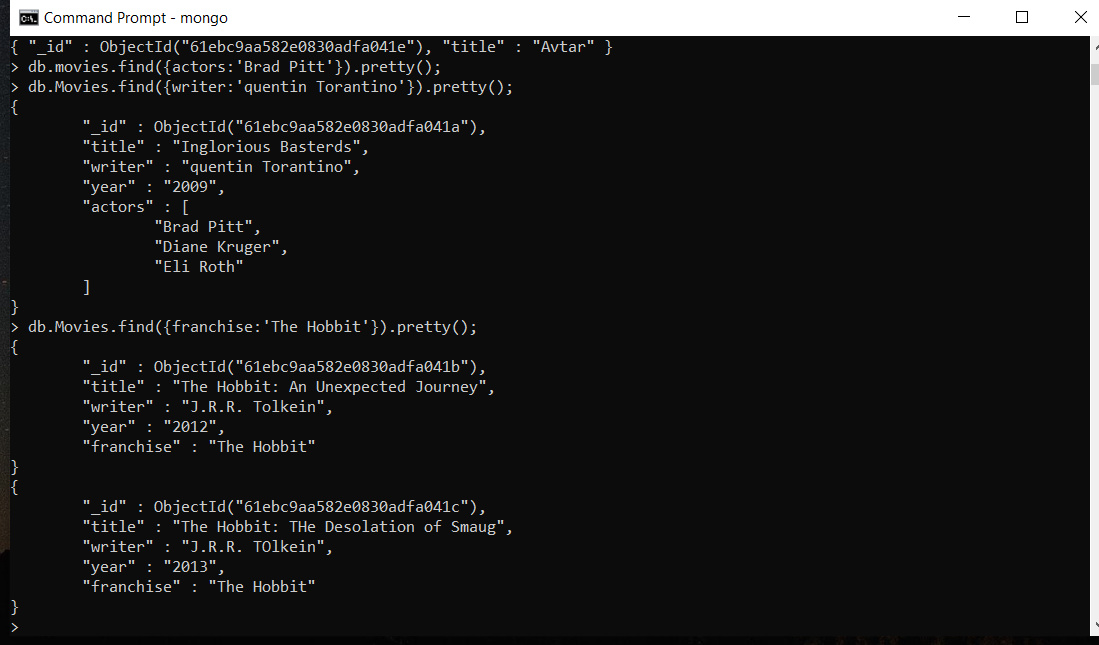 Command Prompt - mongo
{ "_id" : ObjectId("61ebc9aa582e0830adfa041e"), "title" : "Avtar" }
> db.movies.find({actors:'Brad Pitt'}).pretty();
> db.Movies.find({writer:'quentin Torantino'}).pretty();
{
        "_id" : ObjectId("61ebc9aa582e0830adfa041a"),
        "title" : "Inglorious Basterds",
        "writer" : "quentin Torantino",
        "year" : "2009",
        "actors" : [
                "Brad Pitt",
                "Diane Kruger",
                "Eli Roth"
        ]
}
> db.Movies.find({franchise:'The Hobbit'}).pretty();
{
        "_id" : ObjectId("61ebc9aa582e0830adfa041b"),
        "title" : "The Hobbit: An Unexpected Journey",
        "writer" : "J.R.R. Tolkein",
        "year" : "2012",
        "franchise" : "The Hobbit"
}
{
        "_id" : ObjectId("61ebc9aa582e0830adfa041c"),
        "title" : "The Hobbit: THe Desolation of Smaug",
        "writer" : "J.R.R. TOlkein",
        "year" : "2013",
        "franchise" : "The Hobbit"
}
>